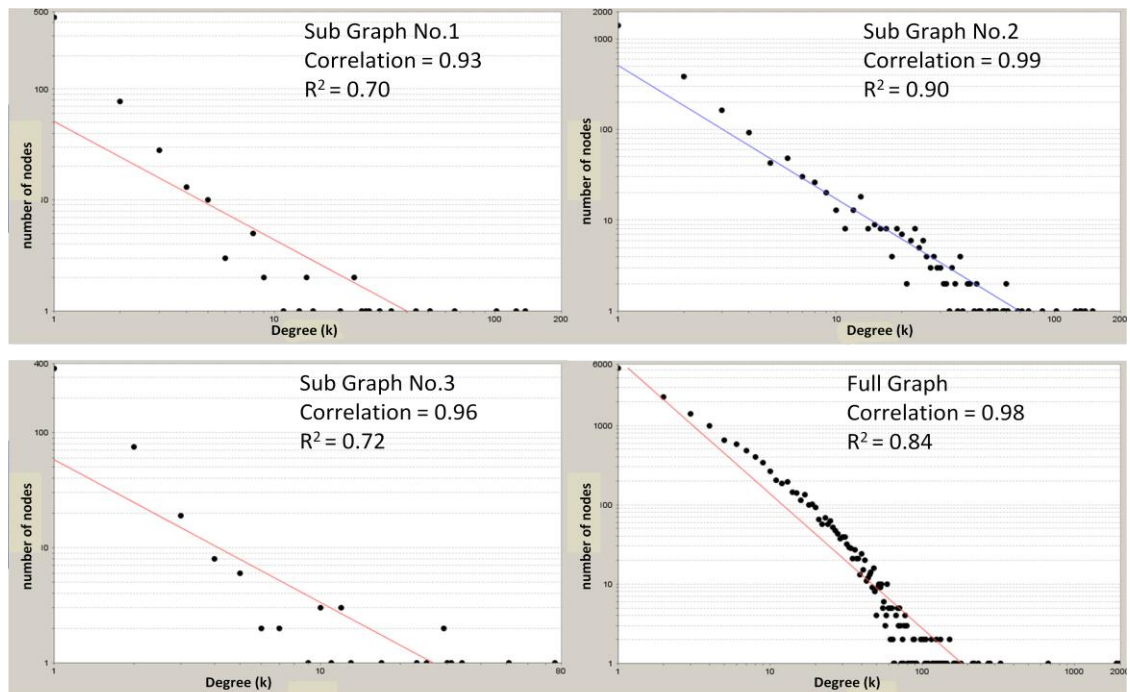 Sub Graph No.1
Correlation = 0.93
R² = 0.70
number of nodes
500
100
10
1
1
10
100
200
Degree (k)
Sub Graph No.2
Correlation = 0.99
R² = 0.90
number of nodes
2000
1000
100
10
1
1
10
100
200
Degree (k)
Sub Graph No.3
Correlation = 0.96
R² = 0.72
number of nodes
400
100
10
1
1
10
60
Degree (k)
Full Graph
Correlation = 0.98
R² = 0.84
number of nodes
6000
1000
100
10
1
1
10
100
1000
2000
Degree (k)